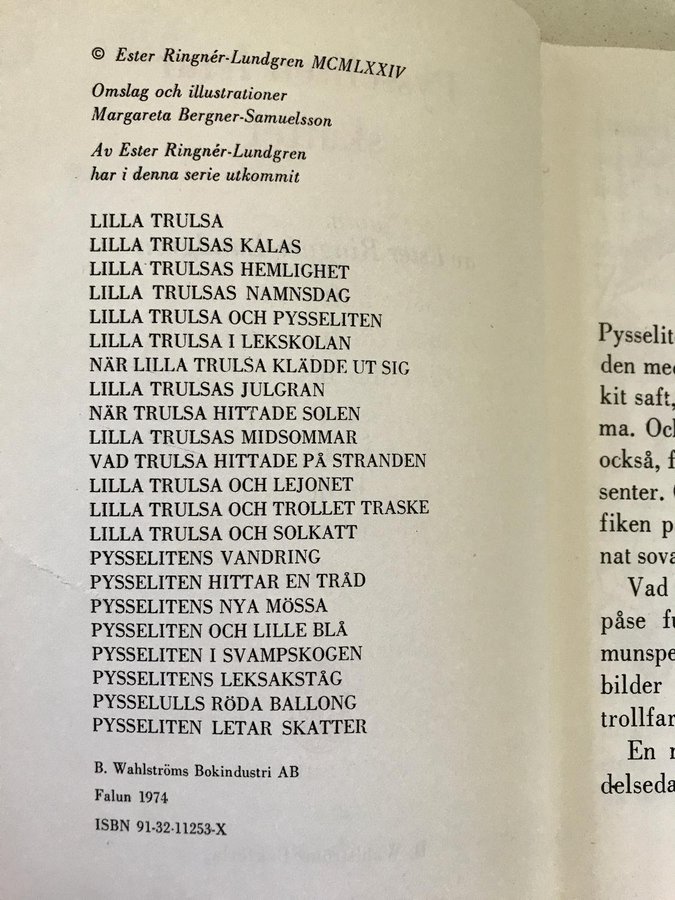 © Ester Ringnér-Lundgren MCMLXXIV
Omslag och illustrationer
Margareta Bergner-Samuelsson
Av Ester Ringnér-Lundgren
har i denna serie utkommit
LILLA TRULSA
LILLA TRULSAS KALAS
LILLA TRULSAS HEMLIGHET
LILLA TRULSAS NAMNSDAG
LILLA TRULSA OCH PYSSELITEN
LILLA TRULSA I LEKSKOLAN
NÄR LILLA TRULSA KLÄDDE UT SIG
LILLA TRULSAS JULGRAN
NÄR TRULSA HITTADE SOLEN
LILLA TRULSAS MIDSOMMAR
VAD TRULSA HITTADE PÅ STRANDEN
LILLA TRULSA OCH LEJONET
LILLA TRULSA OCH TROLLET TRASKE
LILLA TRULSA OCH SOLKATT
PYSSELITENS VANDRING
PYSSELITEN HITTAR EN TRÅD
PYSSELITENS NYA MÖSSA
PYSSELITEN OCH LILLE BLÅ
PYSSELITEN I SVAMPSKOGEN
PYSSELITENS LEKSAKSTÅG
PYSSELULLS RÖDA BALLONG
PYSSELITEN LETAR SKATTER
B. Wahlströms Bokindustri AB
Falun 1974
ISBN 91-32-11253-X
Pysselit
den med
kit saft,
ma. Och
också, f
senter.
fiken p
nat sova
Vad
påse fu
munspe
bilder
trollfar
En
delseda